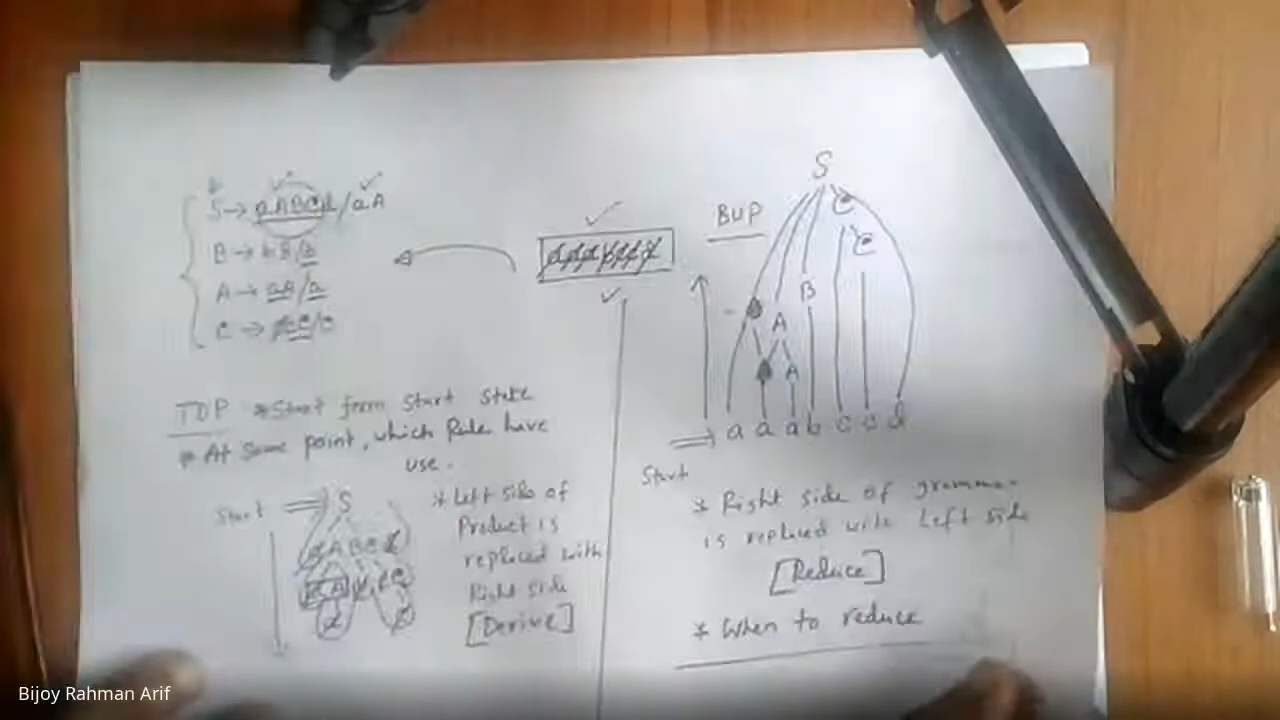 S → aABCd/aA
B → bB/b
A → aA/a
C → cC/c
BUP
S
C
C
B
A
A
a a a b c c d
Start
TDP *Start from Start State
* At Some point, which Rule have
use.
Start ⇒ S
A B C
* Left side of
Product is
replaced with
Right side
[Derive]
* Right side of
is replaced with Left side
[Reduce]
* When to reduce
Bijoy Rahman Arif